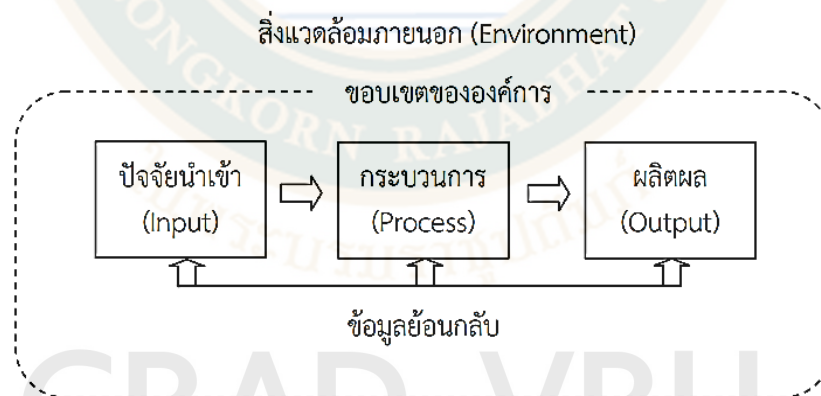 สิ่งแวดล้อมภายนอก (Environment)
ขอบเขตขององค์การ
ปัจจัยนำเข้า
(Input)
กระบวนการ
(Process)
ผลิตผล
(Output)
ข้อมูลย้อนกลับ
GRAD VRU